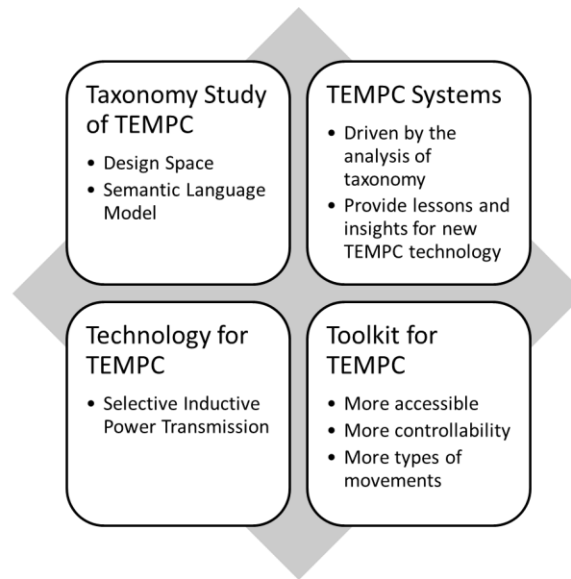 Taxonomy Study
of TEMPC
• Design Space
• Semantic Language
Model
TEMPC Systems
• Driven by the
analysis of
taxonomy
• Provide lessons and
insights for new
TEMPC technology
Technology for
TEMPC
• Selective Inductive
Power Transmission
Toolkit for
TEMPC
• More accessible
• More controllability
• More types of
movements